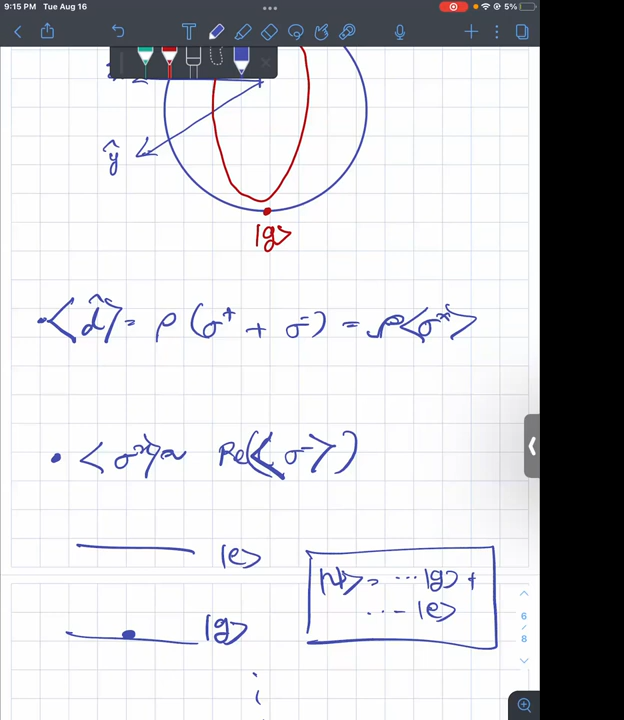 9:15 PM Tue Aug 16
5%
ŷ
|g⟩
• ⟨d̂⟩ = ρ (σ⁺ + σ⁻) = ρ⟨σˣ⟩
• ⟨σˣ⟩ ~ Re(⟨σ⁻⟩)
|e⟩
|ψ⟩ = ... |g⟩ +
... |e⟩
|g⟩
6
/
8
i